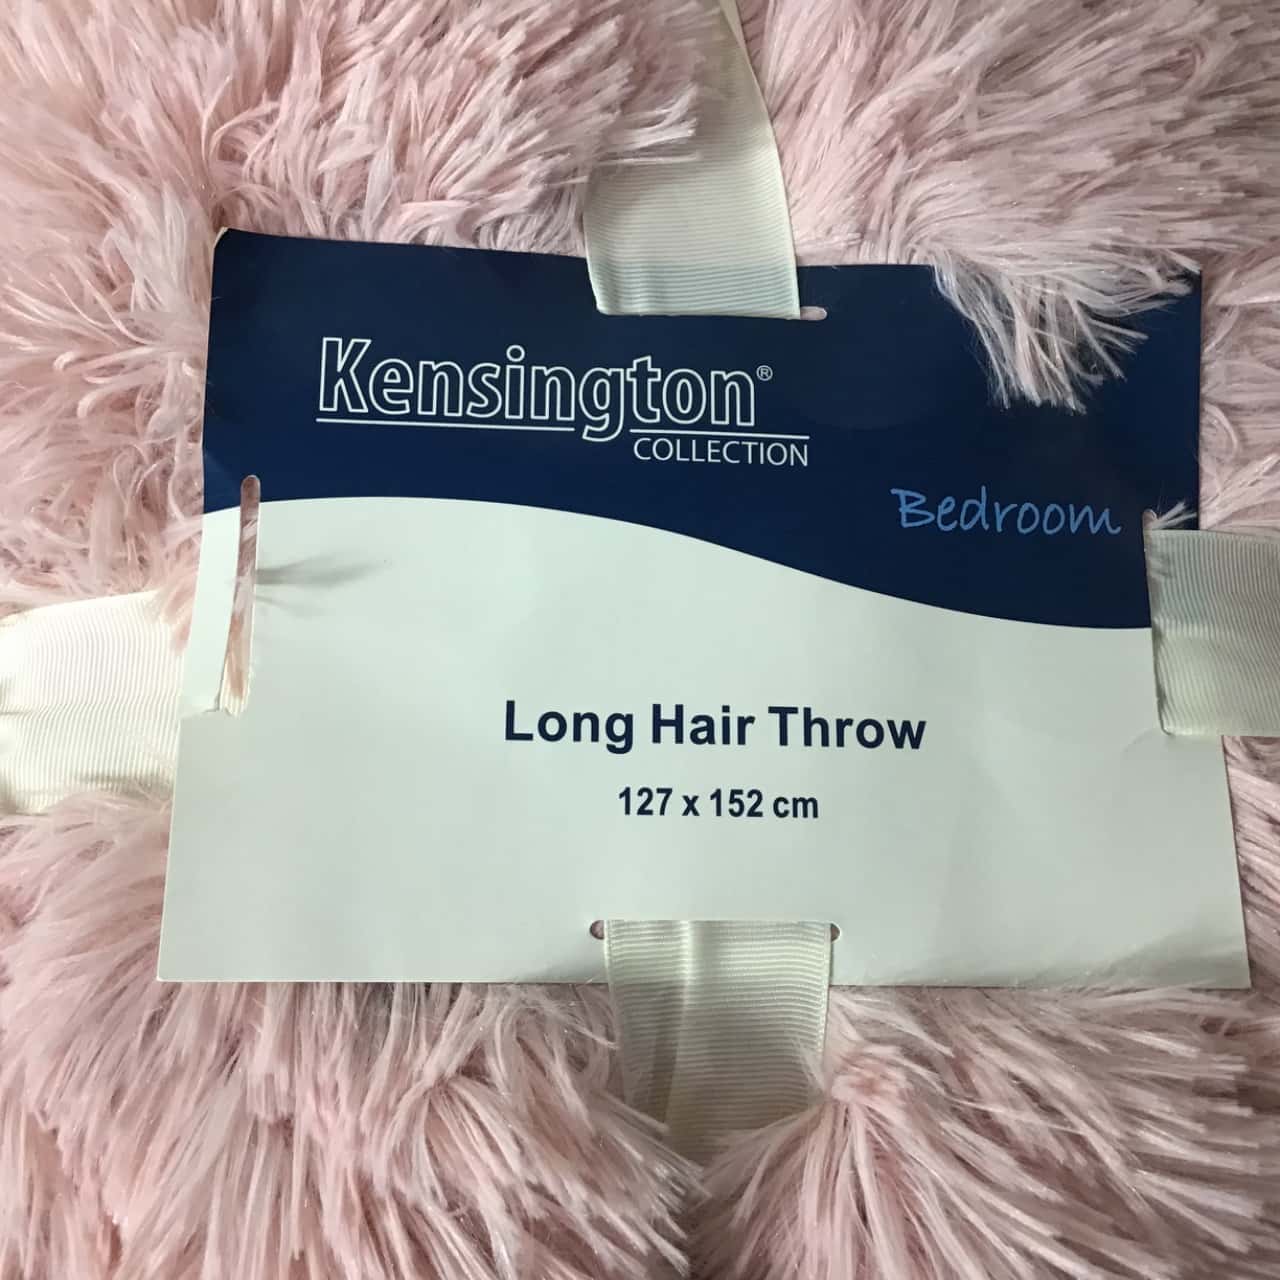 Kensington®
COLLECTION
Bedroom
Long Hair Throw
127 x 152 cm